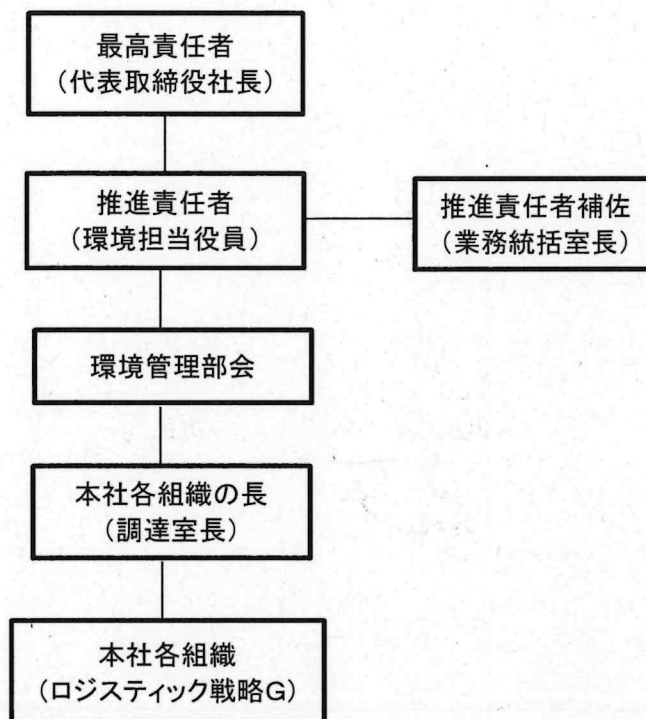 最高責任者
(代表取締役社長)
推進責任者
(環境担当役員)
推進責任者補佐
(業務統括室長)
環境管理部会
本社各組織の長
(調達室長)
本社各組織
(ロジスティック戦略G)